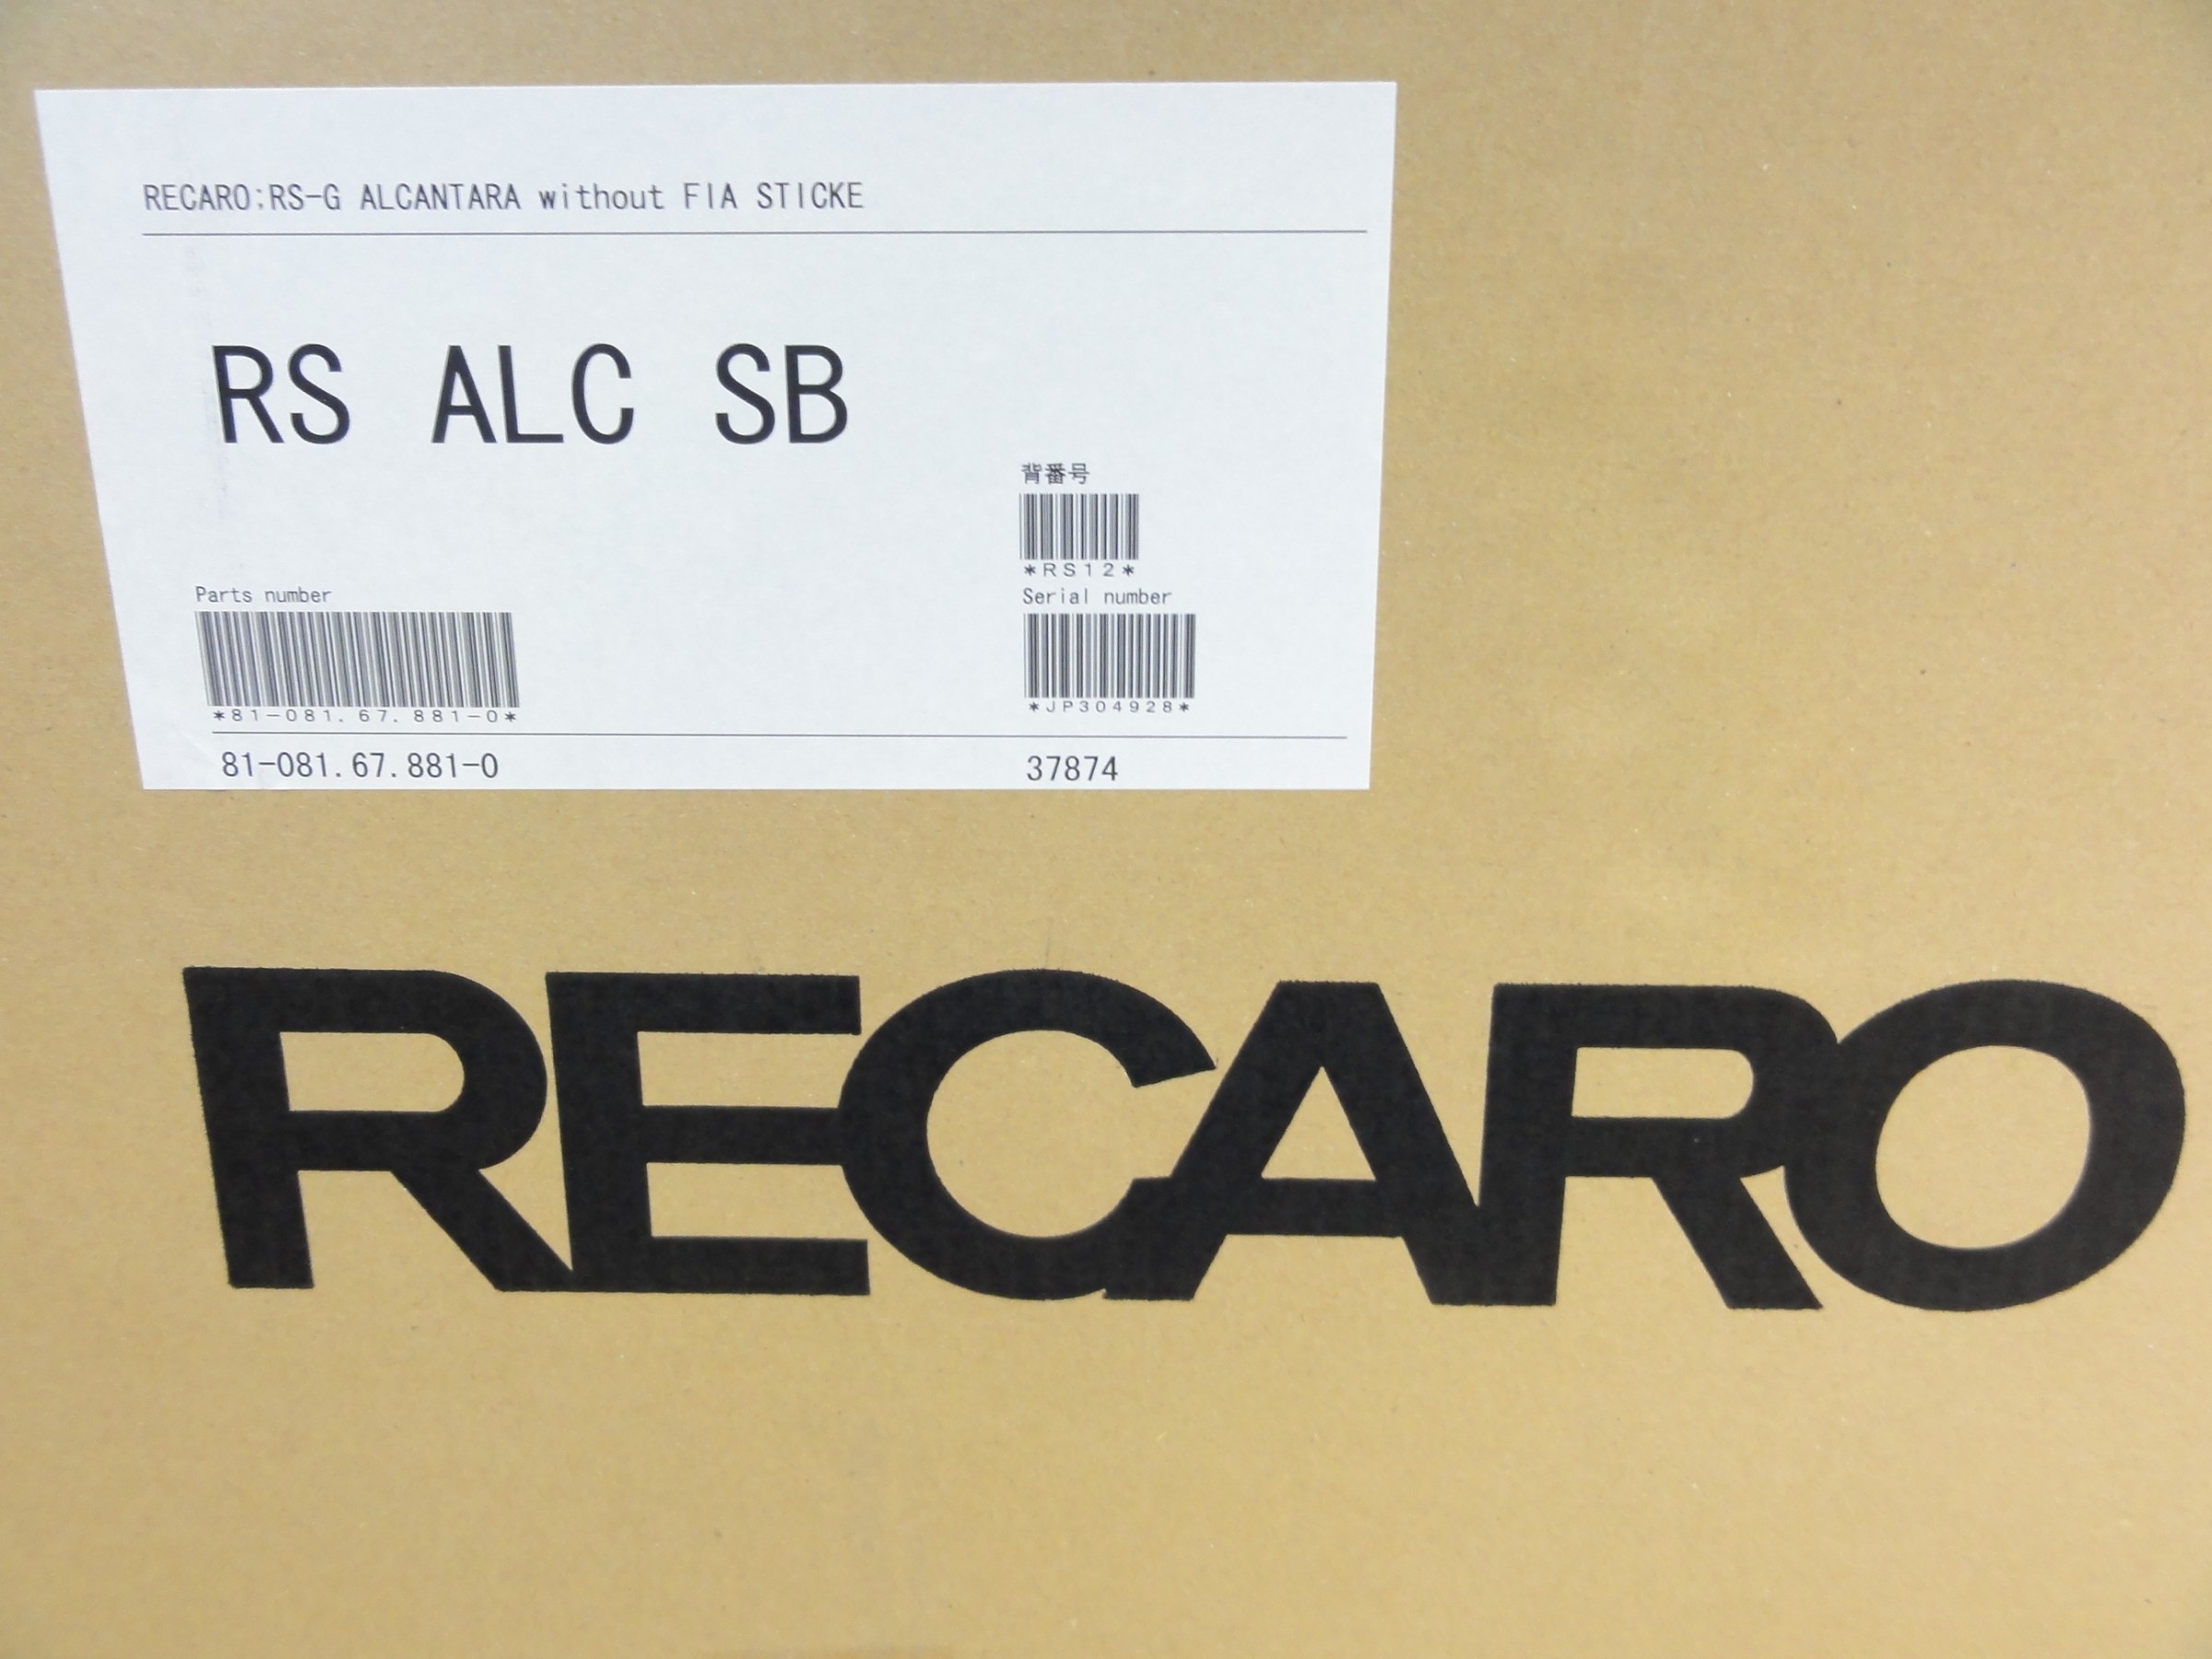 RECARO:RS-G ALCANTARA without FIA STICKE
RS ALC SB
背番号
*RS12*
Parts number
Serial number
*81-081.67.881-0*
*JP304928*
81-081.67.881-0
37874
RECARO